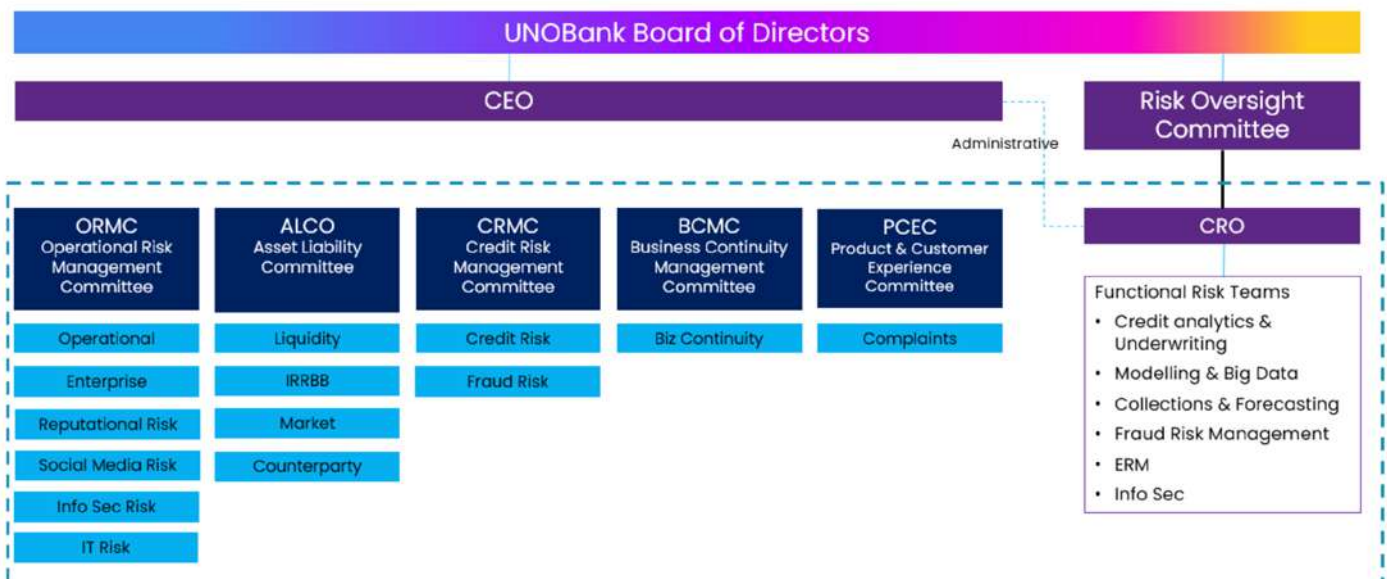 UNOBank Board of Directors
CEO
Risk Oversight
Committee
Administrative
ORMC
Operational Risk
Management
Committee
Operational
Enterprise
Reputational Risk
Social Media Risk
Info Sec Risk
IT Risk
ALCO
Asset Liability
Committee
Liquidity
IRRBB
Market
Counterparty
CRMC
Credit Risk
Management
Committee
Credit Risk
Fraud Risk
BCMC
Business Continuity
Management
Committee
Biz Continuity
PCEC
Product & Customer
Experience
Committee
Complaints
CRO
Functional Risk Teams
• Credit analytics &
Underwriting
• Modelling & Big Data
• Collections & Forecasting
• Fraud Risk Management
• ERM
• Info Sec